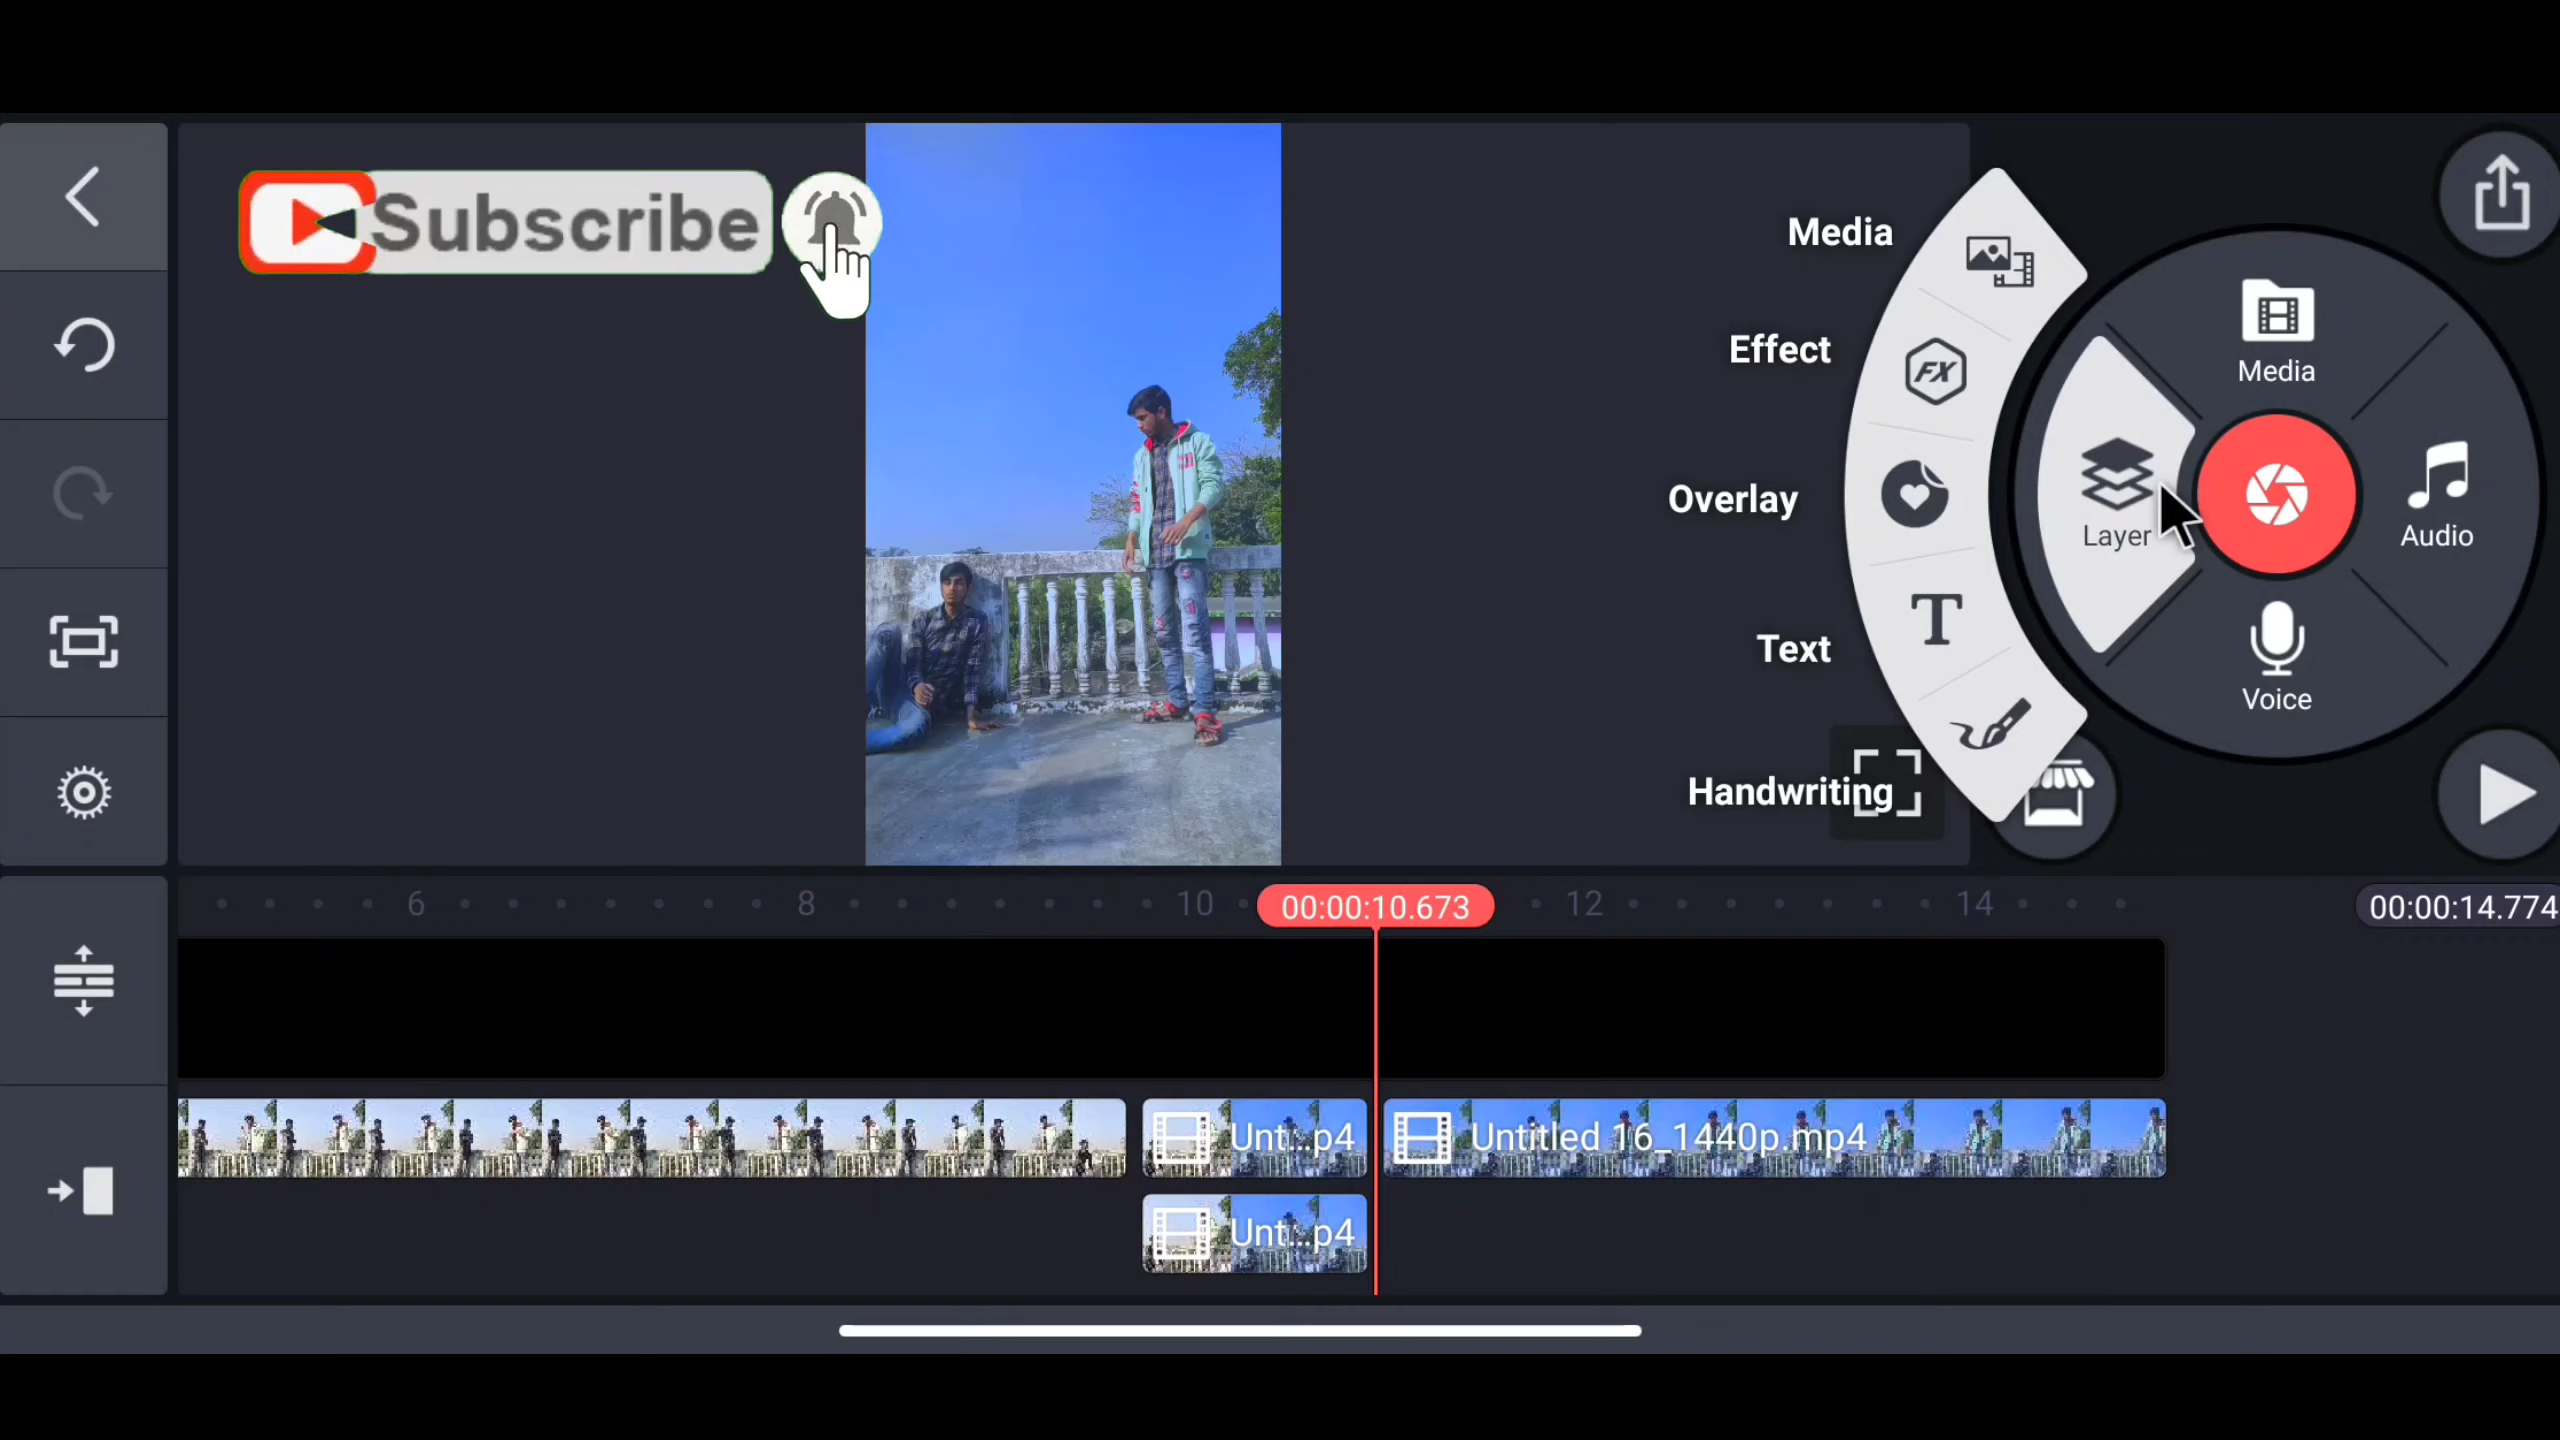 Subscribe
Media
Effect
Overlay
Text
Handwriting
Media
Layer
Audio
Voice
6
8
10
00:00:10.673
12
14
00:00:14.774
Unt...p4
Untitled 16_1440p.mp4
Unt...p4
FX
T